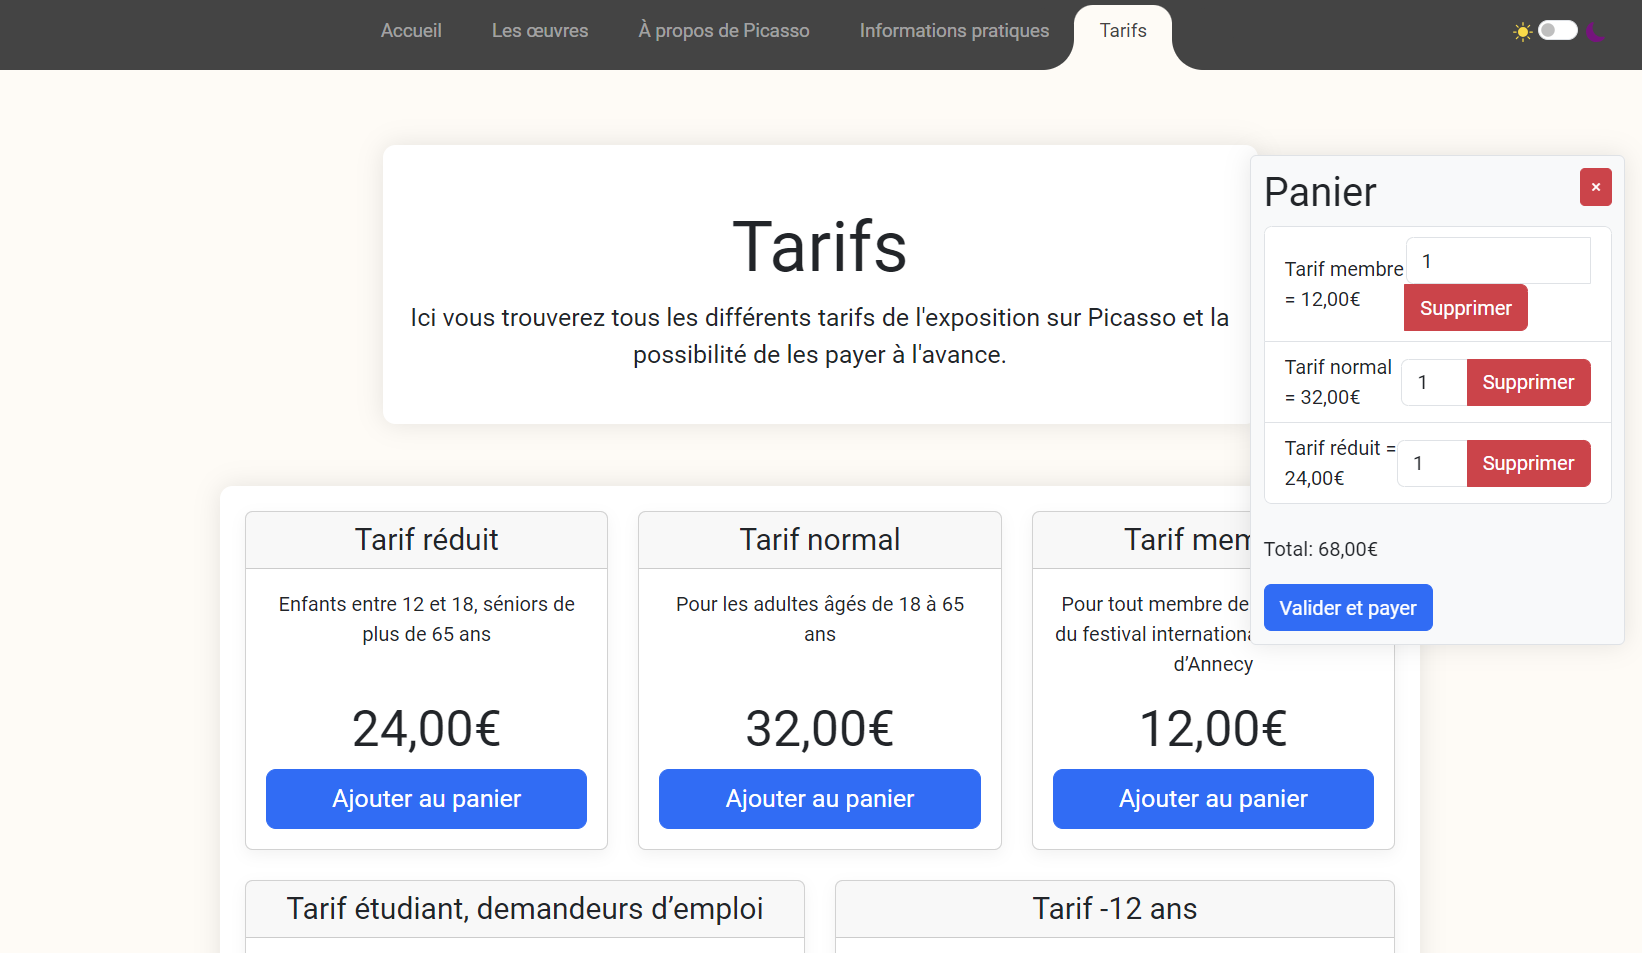 Accueil
Les œuvres
À propos de Picasso
Informations pratiques
Tarifs
Tarifs
Ici vous trouverez tous les différents tarifs de l'exposition sur Picasso et la
possibilité de les payer à l'avance.
Panier
×
Tarif membre
= 12,00€
1
Supprimer
Tarif normal
= 32,00€
1
Supprimer
Tarif réduit =
24,00€
1
Supprimer
Total: 68,00€
Valider et payer
Tarif réduit
Enfants entre 12 et 18, séniors de
plus de 65 ans
24,00€
Ajouter au panier
Tarif normal
Pour les adultes âgés de 18 à 65
ans
32,00€
Ajouter au panier
Tarif mem
Pour tout membre de
du festival internationa
d’Annecy
12,00€
Ajouter au panier
Tarif étudiant, demandeurs d’emploi
Tarif -12 ans